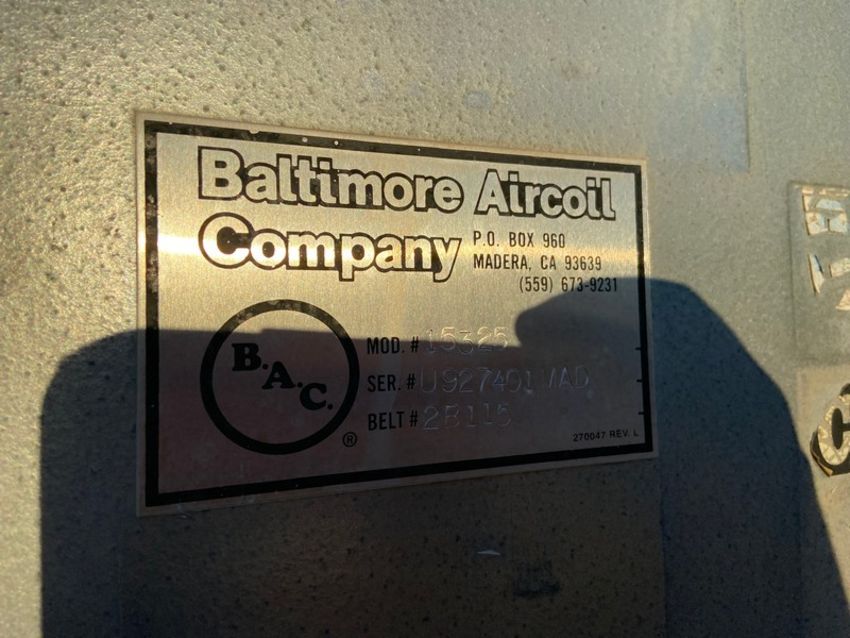 Baltimore Aircoil
Company
P.O. BOX 960
MADERA, CA 93639
(559) 673-9231
B.A.C.
®
MOD. # 15325
SER. # U927401 MAD
BELT # 2B115
270047 REV. L